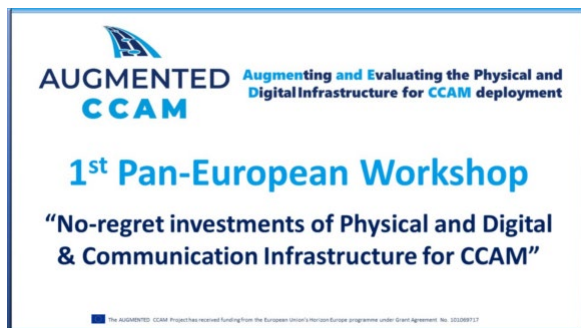 AUGMENTED
CCAM
Augmenting and Evaluating the Physical and
Digital Infrastructure for CCAM deployment
1st Pan-European Workshop
“No-regret investments of Physical and Digital
& Communication Infrastructure for CCAM”
The AUGMENTED CCAM Project has received funding from the European Union's Horizon Europe programme under Grant Agreement No. 101069717